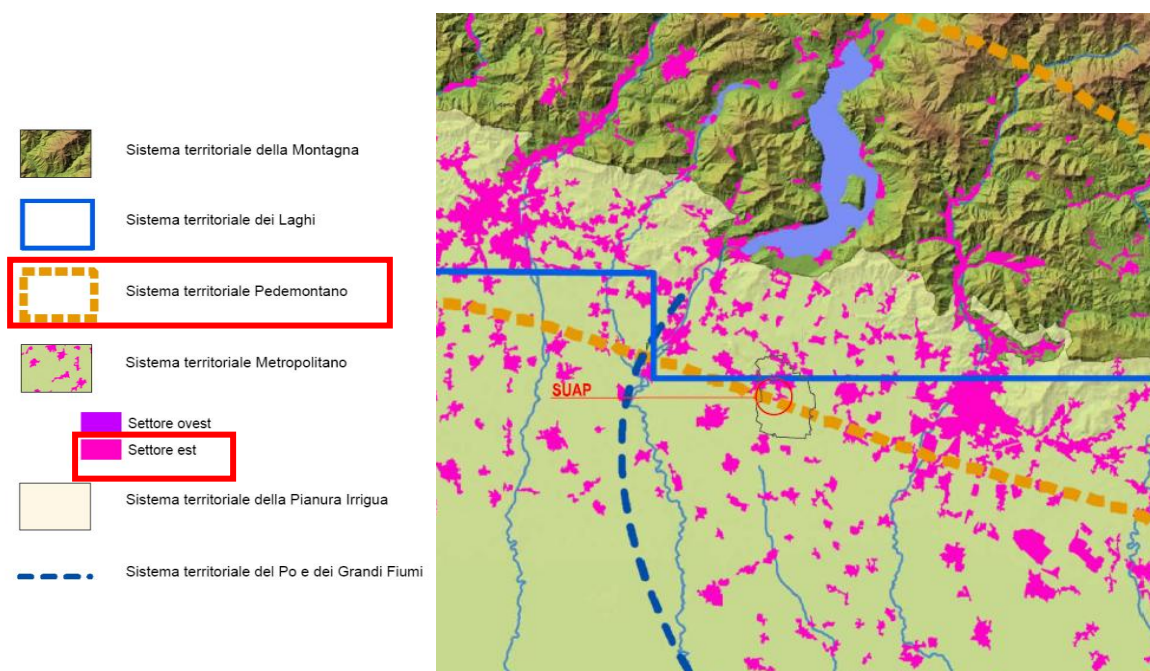 Sistema territoriale della Montagna
Sistema territoriale dei Laghi
Sistema territoriale Pedemontano
Sistema territoriale Metropolitano
Settore ovest
Settore est
Sistema territoriale della Pianura Irrigua
Sistema territoriale del Po e dei Grandi Fiumi
SUAP